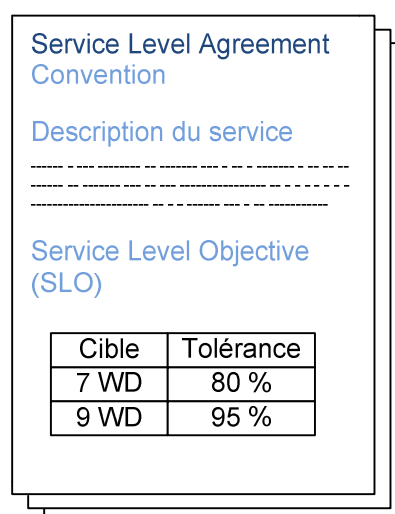 Service Level Agreement
Convention
Description du service
Service Level Objective
(SLO)
Cible Tolérance
7 WD 80 %
9 WD 95 %